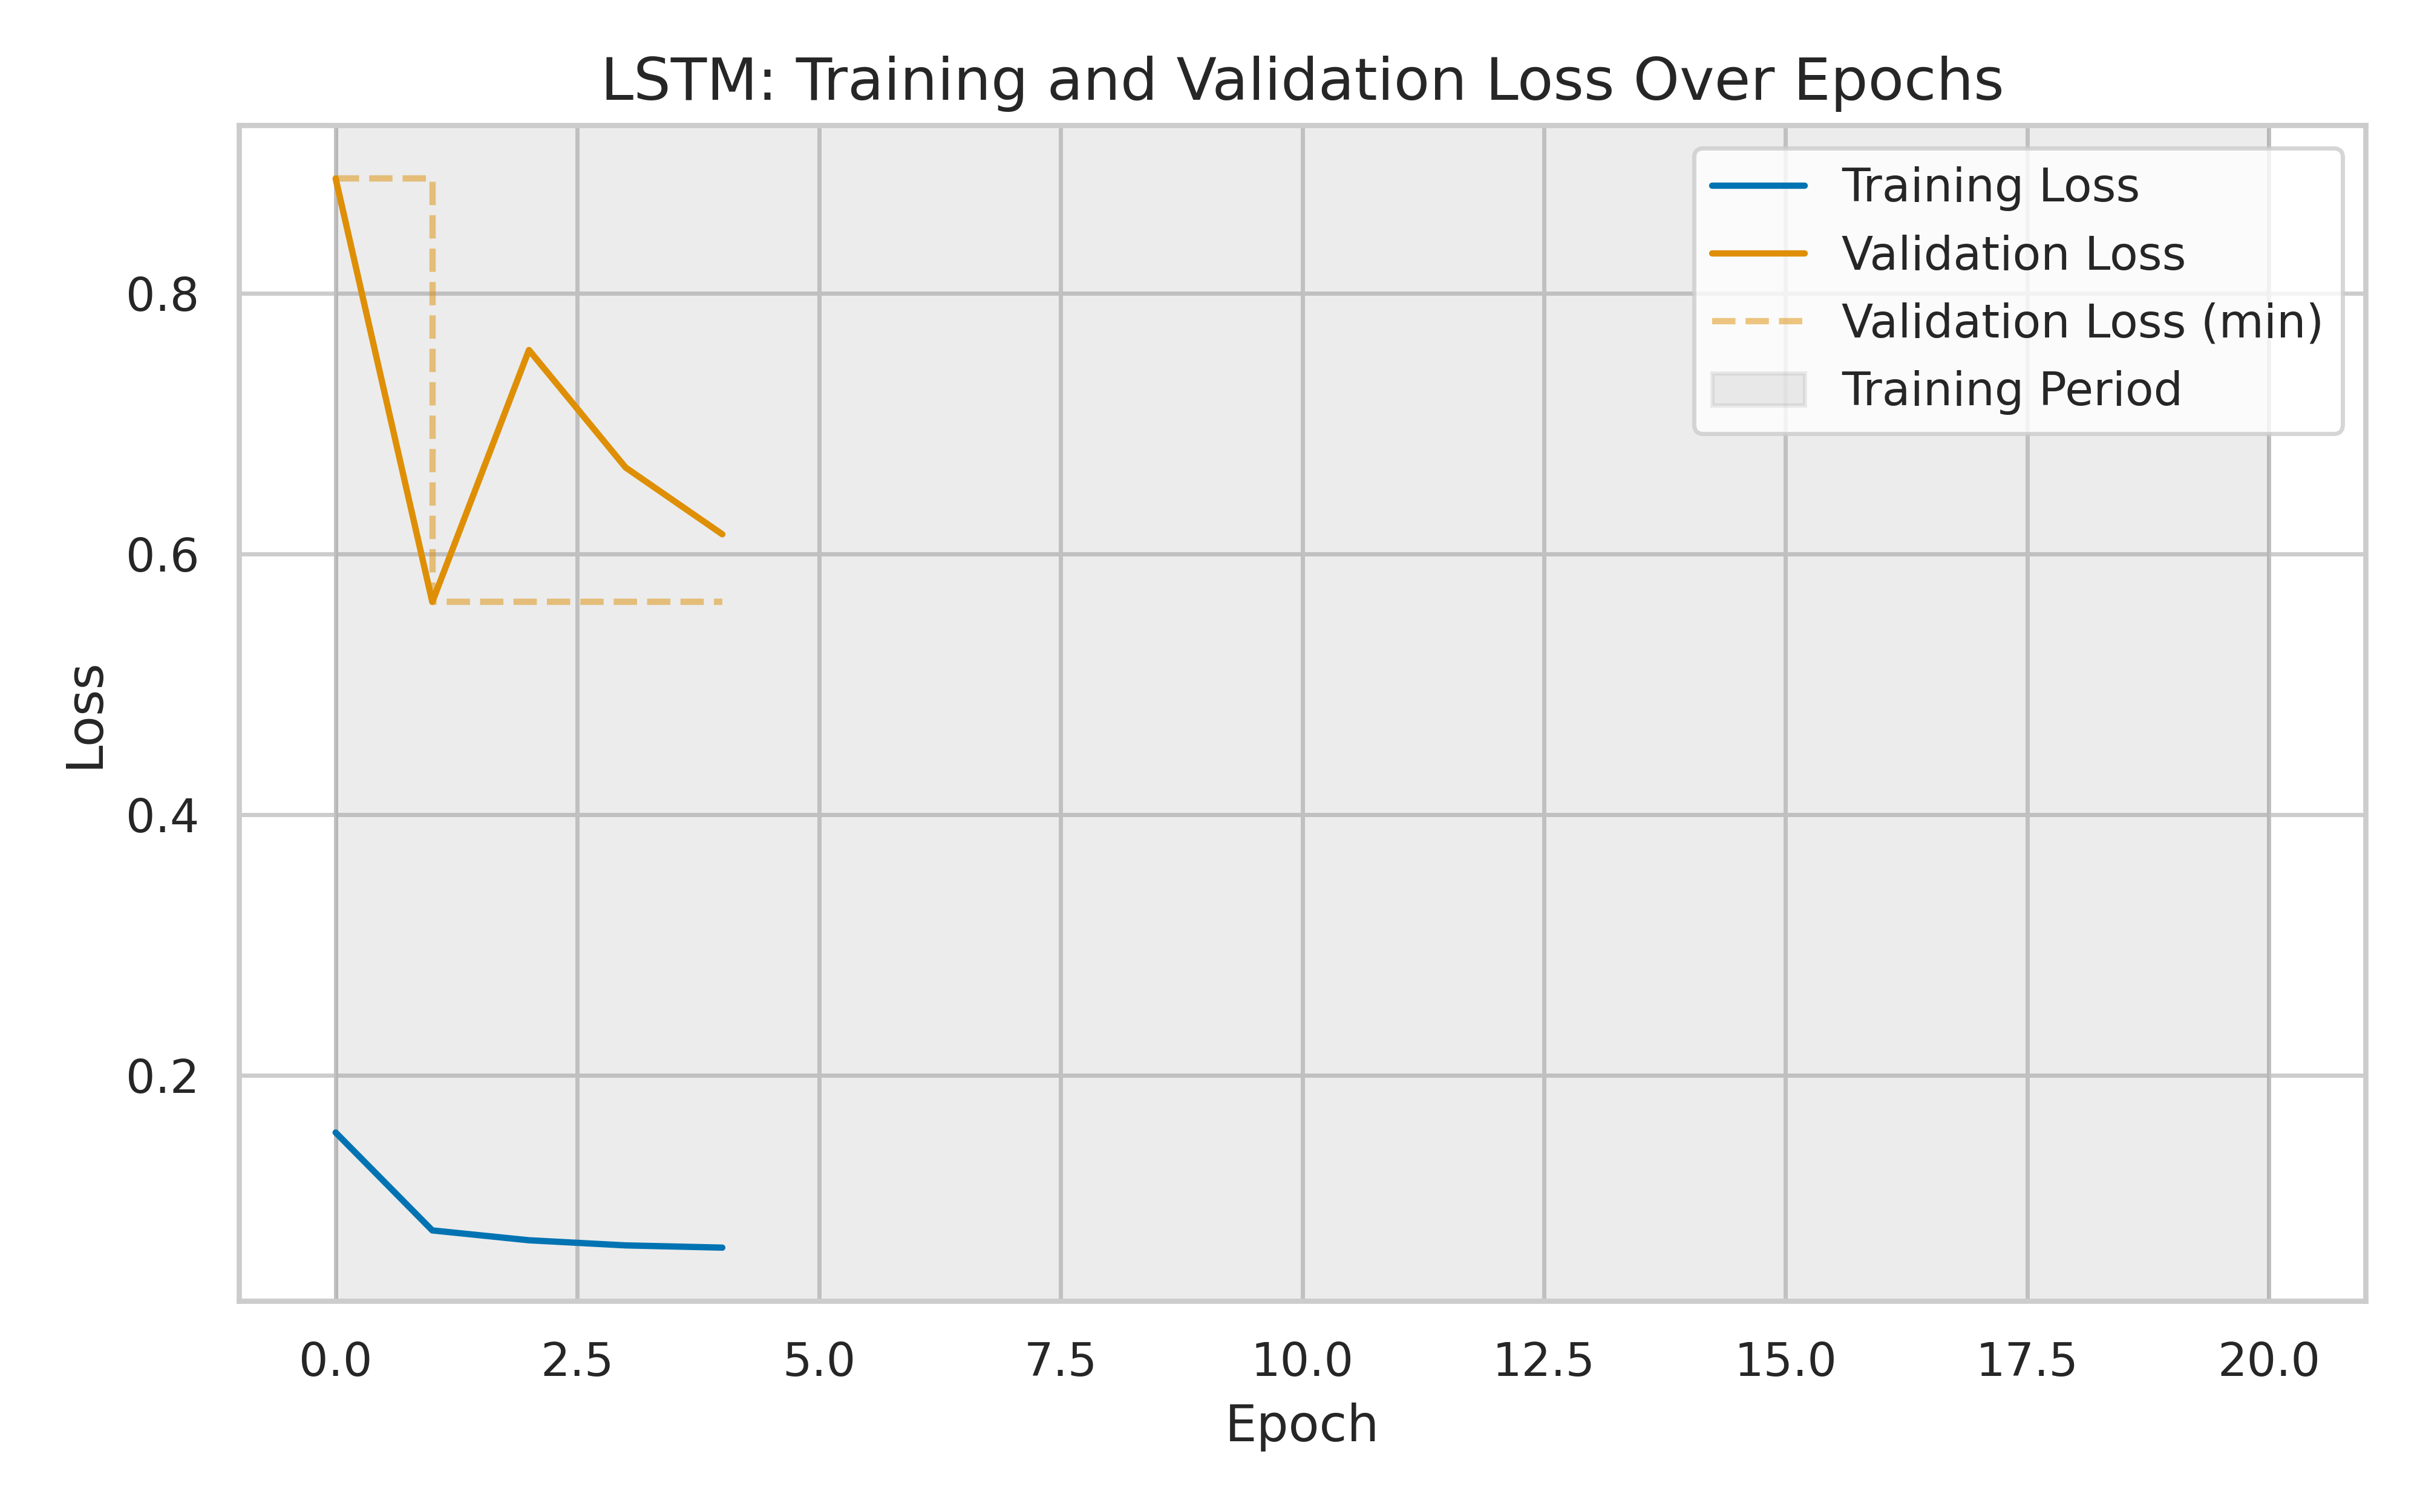 LSTM: Training and Validation Loss Over Epochs
Training Loss
Validation Loss
Validation Loss (min)
Training Period
Loss
0.8
0.6
0.4
0.2
0.0 2.5 5.0 7.5 10.0 12.5 15.0 17.5 20.0
Epoch